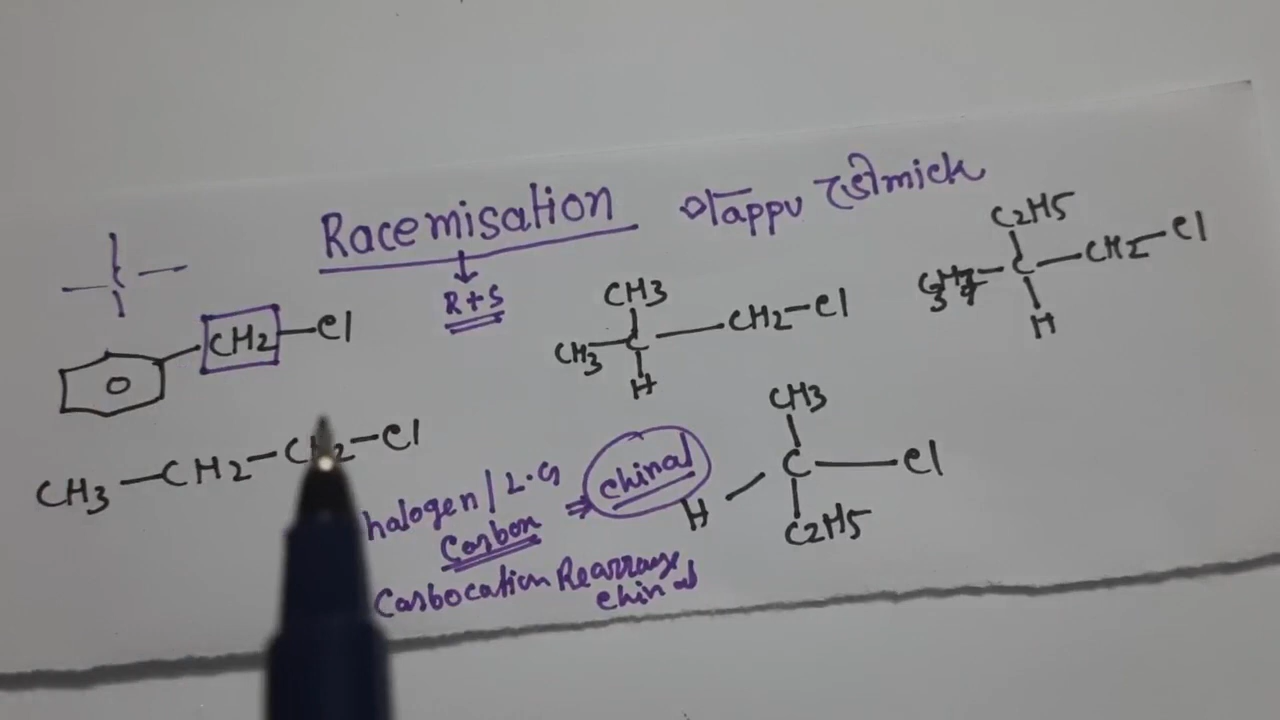 Racemisation
R+S
CH2-Cl
CH3-CH2-CH2-Cl
CH3
CH3-C-CH2-Cl
H
C2H5
C-CH2-Cl
H
CH3
H-C-Cl
C2H5
halogen/L.G
Carbon => chiral
Carbocation Rearrange
chiral